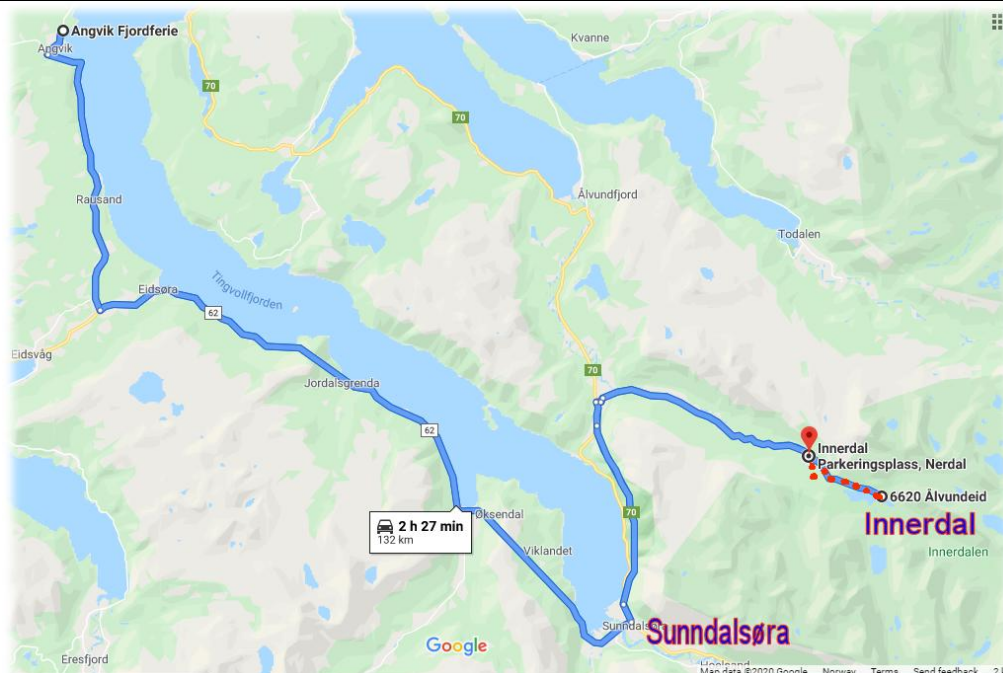 Angvik Fjordferie
Angvik
Kvanne
70
70
Rausand
Ålvundfjord
Todalen
Tingvollfjorden
Eidsøra
62
Eidsvåg
70
Jordalsgrenda
62
Innerdal
Parkeringsplass, Nerdal
6620 Ålvundeid
Innerdal
Innerdalen
2 h 27 min
132 km
Øksendal
70
Viklandet
Sunndalsøra
Sunndalsøra
Google
Eresfjord
Map data ©2020 Google Norway Terms Send feedback